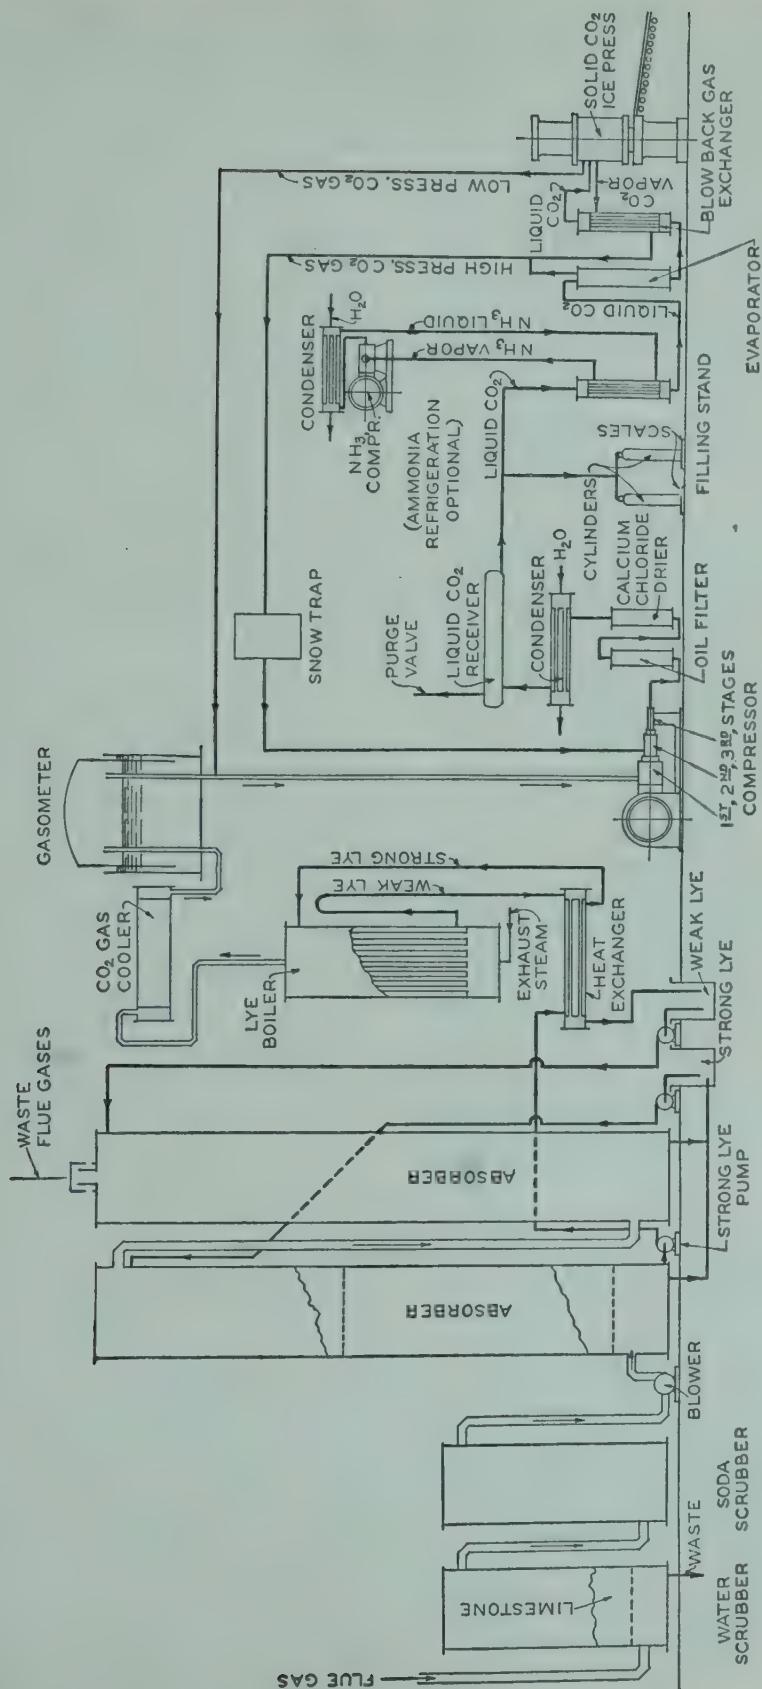 FLUE GAS
WATER
SCRUBBER
LIMESTONE
WASTE
SODA
SCRUBBER
BLOWER
ABSORBER
ABSORBER
WASTE
FLUE GASES
STRONG LYE
PUMP
STRONG LYE
WEAK LYE
CO₂ GAS
COOLER
LYE
BOILER
STRONG LYE
WEAK LYE
EXHAUST
STEAM
HEAT
EXCHANGER
GASOMETER
1ST, 2ND, 3RD, STAGES
COMPRESSOR
SNOW TRAP
PURGE
VALVE
LIQUID CO₂
RECEIVER
CONDENSER
H₂O
OIL FILTER
CALCIUM
CHLORIDE
DRIER
CYLINDERS
SCALES
FILLING STAND
CONDENSER
H₂O
NH₃
COMPR.
(AMMONIA
REFRIGERATION
OPTIONAL)
NH₃ LIQUID
NH₃ VAPOR
LIQUID CO₂
HIGH PRESS. CO₂ GAS
LOW PRESS. CO₂ GAS
LIQUID CO₂
EVAPORATOR
LIQUID
CO₂
CO₂
VAPOR
SOLID CO₂
ICE PRESS
BLOW BACK GAS
EXCHANGER